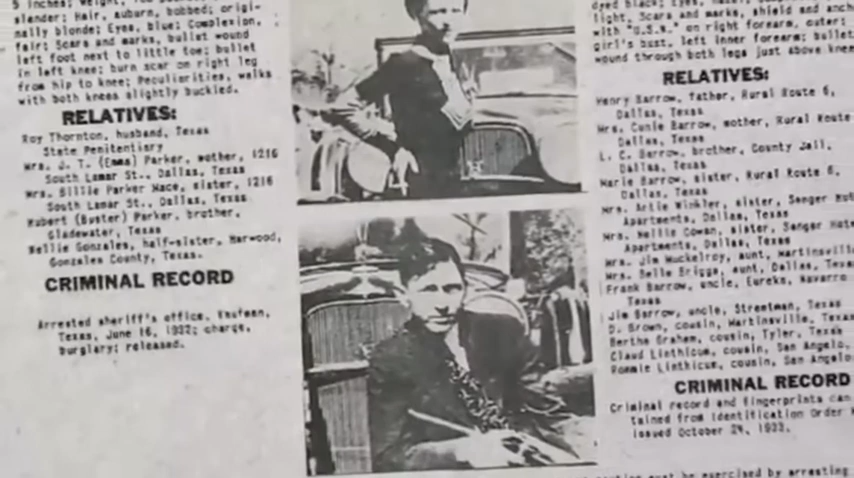 5 inches; Weight,
slender; Hair, auburn, bobbed; origi-
nally blonde; Eyes, blue; Complexion,
fair; Scars and marks, bullet wound
left foot next to little toe; bullet
in left knee; burn scar on right leg
from hip to knee; Peculiarities, walks
with both knees slightly buckled.
RELATIVES:
Roy Thornton, husband, Texas
State Penitentiary
Mrs. J. T. (Emma) Parker, mother, 1216
South Lamar St., Dallas, Texas
Mrs. Billie Parker Mace, sister, 1216
South Lamar St., Dallas, Texas
Hubert (Buster) Parker, brother,
Gladewater, Texas
Nellie Gonzales, half-sister, Harwood,
Gonzales County, Texas.
CRIMINAL RECORD
Arrested sheriff's office, Kaufman,
Texas, June 16, 1932; charge,
burglary; released.
dyed black; Eyes, hazel;
light, Scars and marks, shield and anch
with "U.S.N." on right forearm, outer;
girl's bust, left inner forearm; bullet
wound through both legs just above knee
RELATIVES:
Henry Barrow, father, Rural Route 6,
Dallas, Texas
Mrs. Cumie Barrow, mother, Rural Route
Dallas, Texas
L. C. Barrow, brother, County Jail,
Dallas, Texas
Marie Barrow, sister, Rural Route 6,
Dallas, Texas
Mrs. Artie Winkler, sister, Sanger Hot
Apartments, Dallas, Texas
Mrs. Nellie Cowan, sister, Sanger Hote
Apartments, Dallas, Texas
Mrs. Jim Muckelroy, aunt, Martinsvill
Mrs. Belle Briggs, aunt, Dallas, Texa
Frank Barrow, uncle, Eureka, Navarro
Texas
Jim Barrow, uncle, Streetman, Texas
D. Brown, cousin, Martinsville, Texas
Bertha Graham, cousin, Tyler, Texas
Claud Linthicum, cousin, San Angelo,
Rommie Linthicum, cousin, San Angelo
CRIMINAL RECORD
Criminal record and fingerprints can
tained from Identification Order
issued October 24, 1933.
must be exercised by arresting